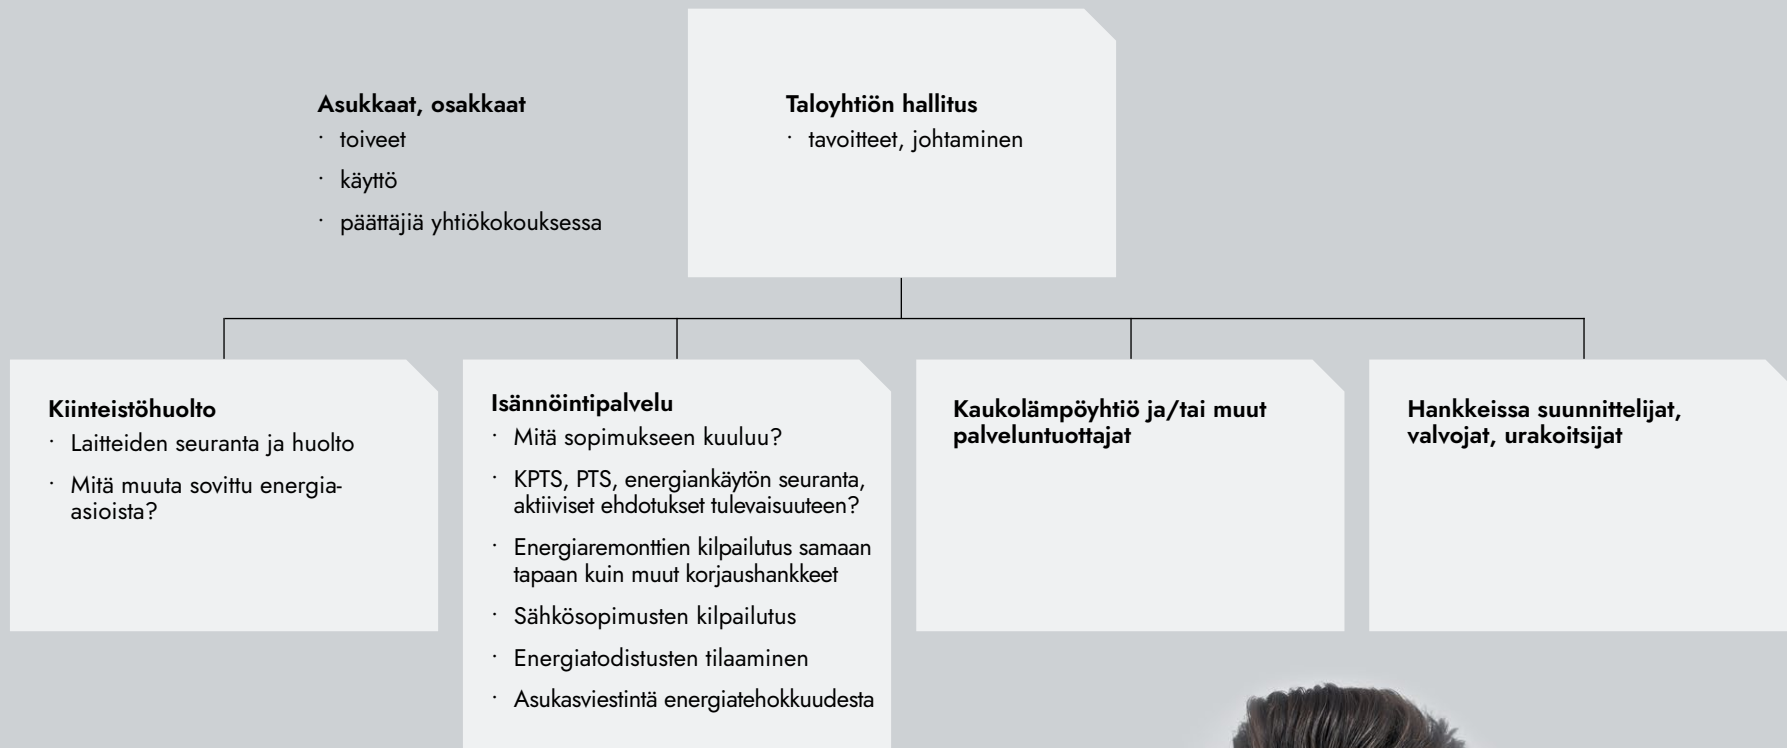 Asukkaat, osakkaat
· toiveet
· käyttö
· päättäjiä yhtiökokouksessa
Taloyhtiön hallitus
· tavoitteet, johtaminen
Kiinteistöhuolto
· Laitteiden seuranta ja huolto
· Mitä muuta sovittu energia-
asioista?
Isännöintipalvelu
· Mitä sopimukseen kuuluu?
· KPTS, PTS, energiankäytön seuranta,
aktiiviset ehdotukset tulevaisuuteen?
· Energiaremonttien kilpailutus samaan
tapaan kuin muut korjaushankkeet
· Sähkösopimusten kilpailutus
· Energiatodistusten tilaaminen
· Asukasviestintä energiatehokkuudesta
Kaukolämpöyhtiö ja/tai muut
palveluntuottajat
Hankkeissa suunnittelijat,
valvojat, urakoitsijat